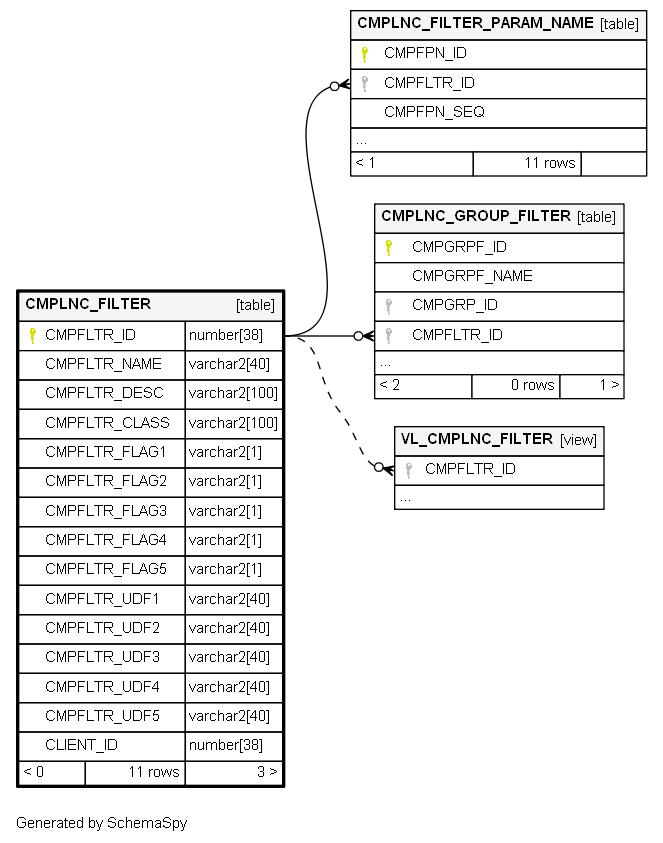 CMPLNC_FILTER_PARAM_NAME [table]
CMPFPN_ID
CMPFLTR_ID
CMPFPN_SEQ
...
< 1 11 rows
CMPLNC_GROUP_FILTER [table]
CMPGRPF_ID
CMPGRPF_NAME
CMPGRP_ID
CMPFLTR_ID
...
< 2 0 rows 1 >
CMPLNC_FILTER [table]
CMPFLTR_ID number[38]
CMPFLTR_NAME varchar2[40]
CMPFLTR_DESC varchar2[100]
CMPFLTR_CLASS varchar2[100]
CMPFLTR_FLAG1 varchar2[1]
CMPFLTR_FLAG2 varchar2[1]
CMPFLTR_FLAG3 varchar2[1]
CMPFLTR_FLAG4 varchar2[1]
CMPFLTR_FLAG5 varchar2[1]
CMPFLTR_UDF1 varchar2[40]
CMPFLTR_UDF2 varchar2[40]
CMPFLTR_UDF3 varchar2[40]
CMPFLTR_UDF4 varchar2[40]
CMPFLTR_UDF5 varchar2[40]
CLIENT_ID number[38]
< 0 11 rows 3 >
VL_CMPLNC_FILTER [view]
CMPFLTR_ID
...
Generated by SchemaSpy